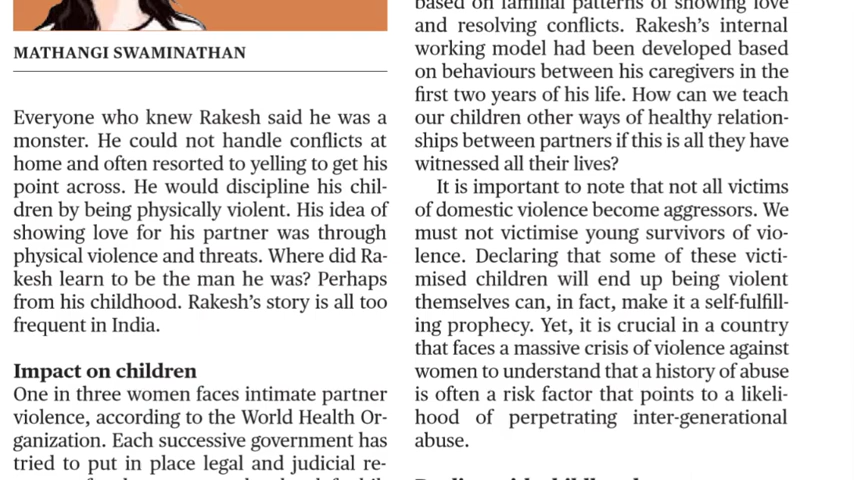 MATHANGI SWAMINATHAN
Everyone who knew Rakesh said he was a
monster. He could not handle conflicts at
home and often resorted to yelling to get his
point across. He would discipline his chil-
dren by being physically violent. His idea of
showing love for his partner was through
physical violence and threats. Where did Ra-
kesh learn to be the man he was? Perhaps
from his childhood. Rakesh’s story is all too
frequent in India.
Impact on children
One in three women faces intimate partner
violence, according to the World Health Or-
ganization. Each successive government has
tried to put in place legal and judicial re-
based on familial patterns of showing love
and resolving conflicts. Rakesh’s internal
working model had been developed based
on behaviours between his caregivers in the
first two years of his life. How can we teach
our children other ways of healthy relation-
ships between partners if this is all they have
witnessed all their lives?
It is important to note that not all victims
of domestic violence become aggressors. We
must not victimise young survivors of vio-
lence. Declaring that some of these victi-
mised children will end up being violent
themselves can, in fact, make it a self-fulfill-
ing prophecy. Yet, it is crucial in a country
that faces a massive crisis of violence against
women to understand that a history of abuse
is often a risk factor that points to a likeli-
hood of perpetrating inter-generational
abuse.